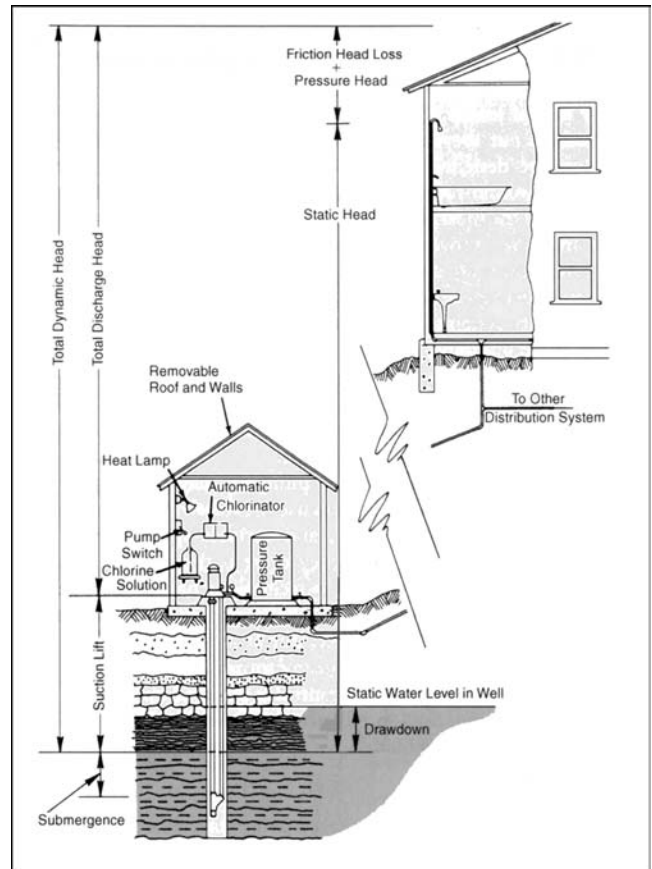 Friction Head Loss
+
Pressure Head
Static Head
Total Dynamic Head
Total Discharge Head
Removable
Roof and Walls
To Other
Distribution System
Heat Lamp
Automatic
Chlorinator
Pump
Switch
Chlorine
Solution
Pressure
Tank
Suction Lift
Static Water Level in Well
Drawdown
Submergence